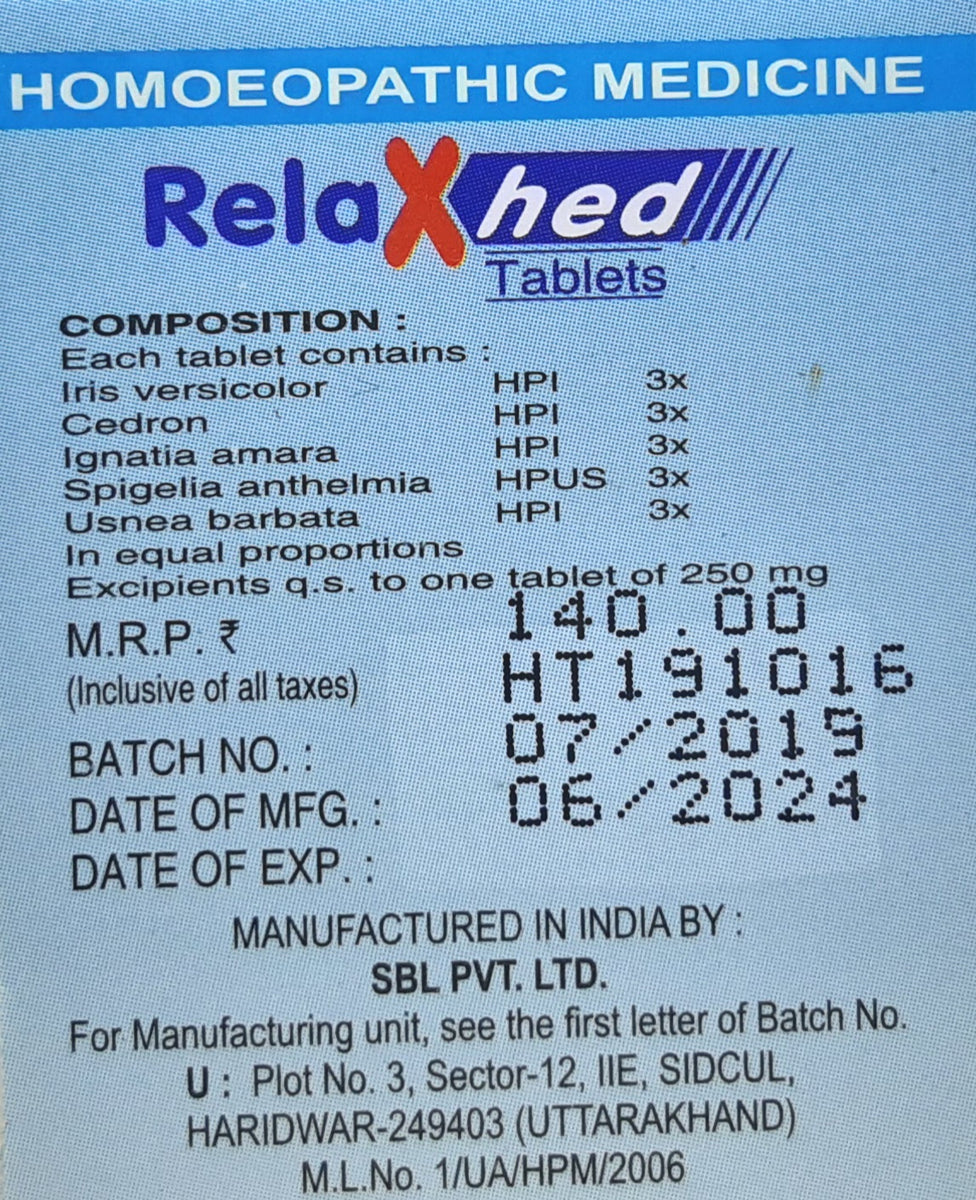 HOMOEOPATHIC MEDICINE
RelaXhed
Tablets
COMPOSITION :
Each tablet contains :
Iris versicolor HPI 3x
Cedron HPI 3x
Ignatia amara HPI 3x
Spigelia anthelmia HPUS 3x
Usnea barbata HPI 3x
In equal proportions
Excipients q.s. to one tablet of 250 mg
M.R.P. ₹ 140.00
(Inclusive of all taxes) HT191016
BATCH NO. : 07/2019
DATE OF MFG. : 06/2024
DATE OF EXP. :
MANUFACTURED IN INDIA BY :
SBL PVT. LTD.
For Manufacturing unit, see the first letter of Batch No.
U : Plot No. 3, Sector-12, IIE, SIDCUL,
HARIDWAR-249403 (UTTARAKHAND)
M.L.No. 1/UA/HPM/2006